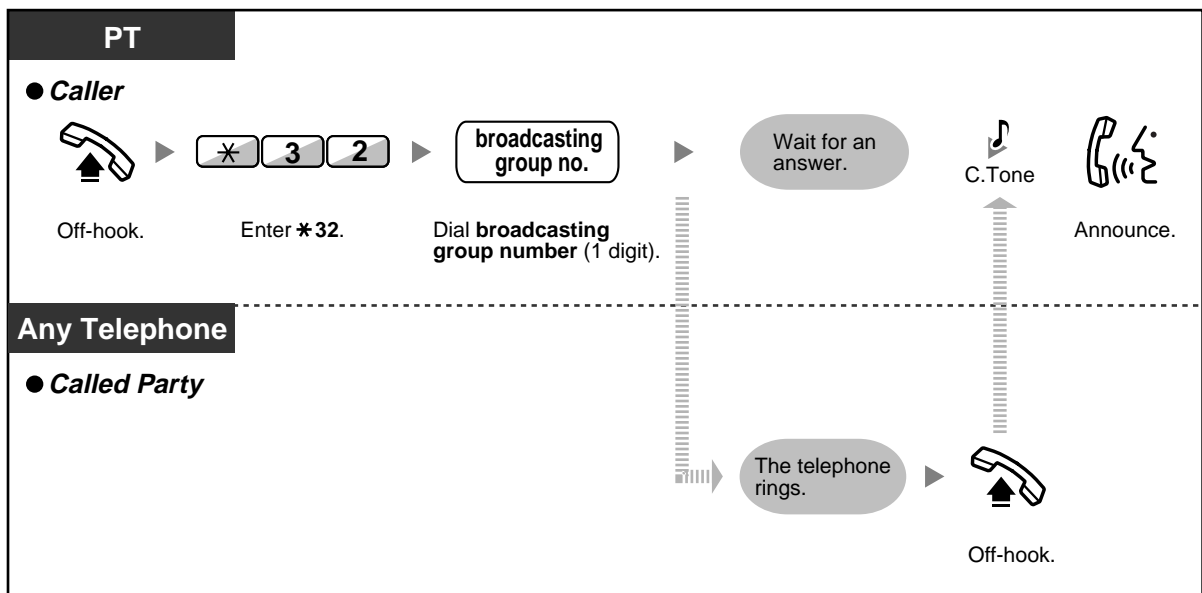 PT
● Caller
✳ 3 2
broadcasting
group no.
Wait for an
answer.
C.Tone
Off-hook.
Enter ✳32.
Dial broadcasting
group number (1 digit).
Announce.
Any Telephone
● Called Party
The telephone
rings.
Off-hook.